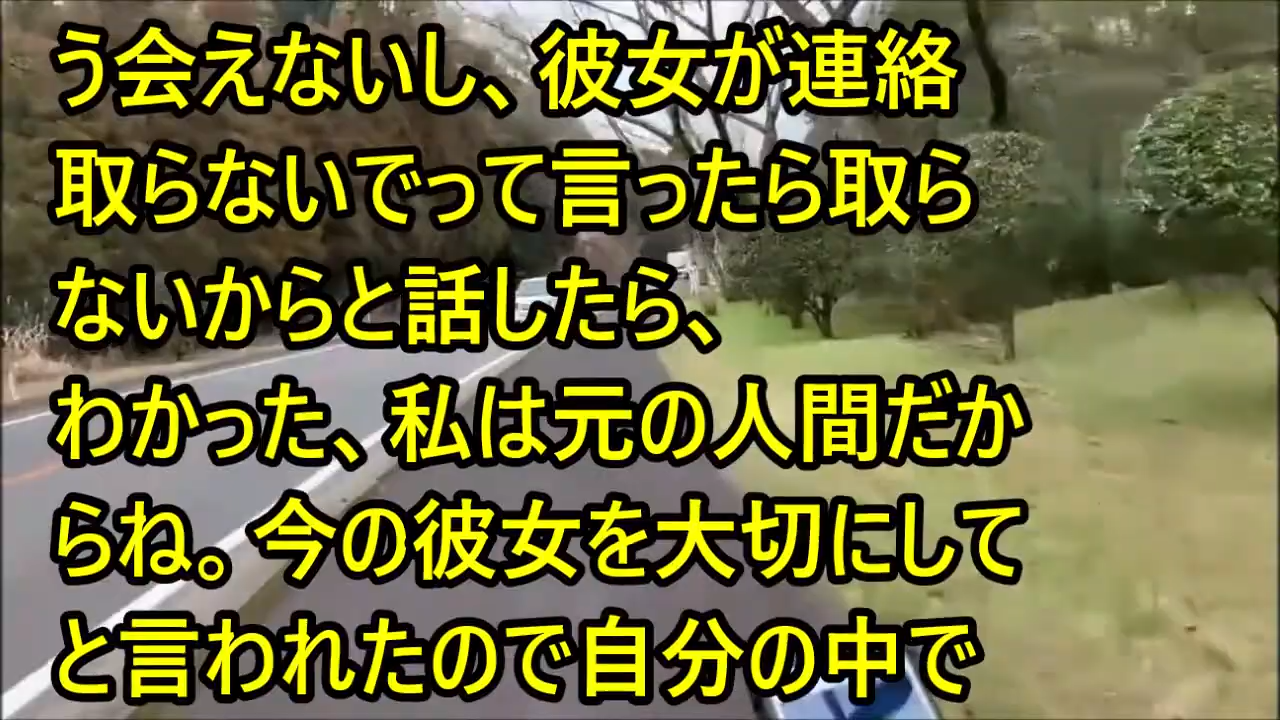 う会えないし、彼女が連絡
取らないでって言ったら取ら
ないからと話したら、
わかった、私は元の人間だか
らね。今の彼女を大切にして
と言われたので自分の中で